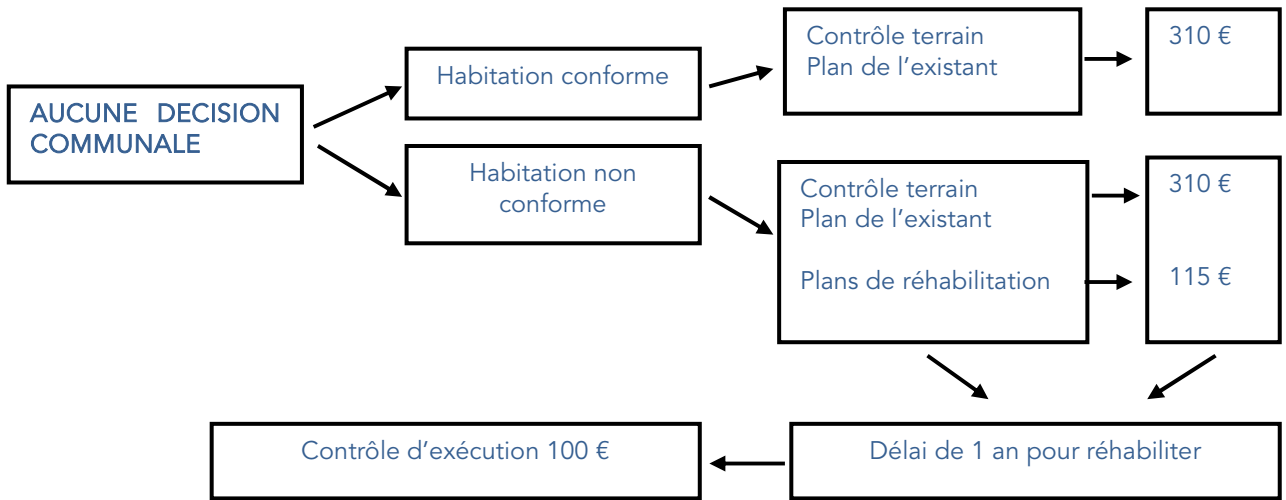 AUCUNE DECISION
COMMUNALE
Habitation conforme
Contrôle terrain
Plan de l’existant
310 €
Habitation non
conforme
Contrôle terrain
Plan de l’existant
310 €
Plans de réhabilitation
115 €
Contrôle d’exécution 100 €
Délai de 1 an pour réhabiliter